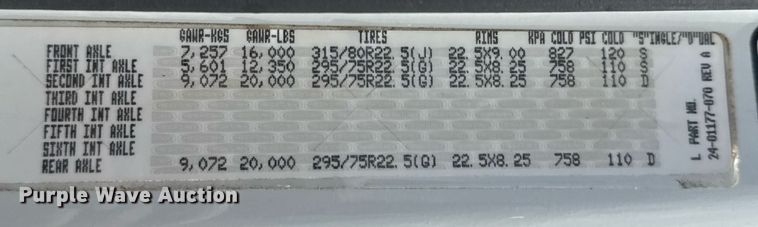 GAWR-KGS GAWR-LBS TIRES RIMS KPA COLD PSI COLD "S"INGLE/"D"UAL
FRONT AXLE 7,257 16,000 315/80R22.5(J) 22.5X9.00 827 120 S
FIRST INT AXLE 5,601 12,350 295/75R22.5(G) 22.5X8.25 758 110 S
SECOND INT AXLE 9,072 20,000 295/75R22.5(G) 22.5X8.25 758 110 D
THIRD INT AXLE
FOURTH INT AXLE
FIFTH INT AXLE
SIXTH INT AXLE
REAR AXLE 9,072 20,000 295/75R22.5(G) 22.5X8.25 758 110 D
L PART NO.
24-01177-070 REV A
Purple Wave Auction